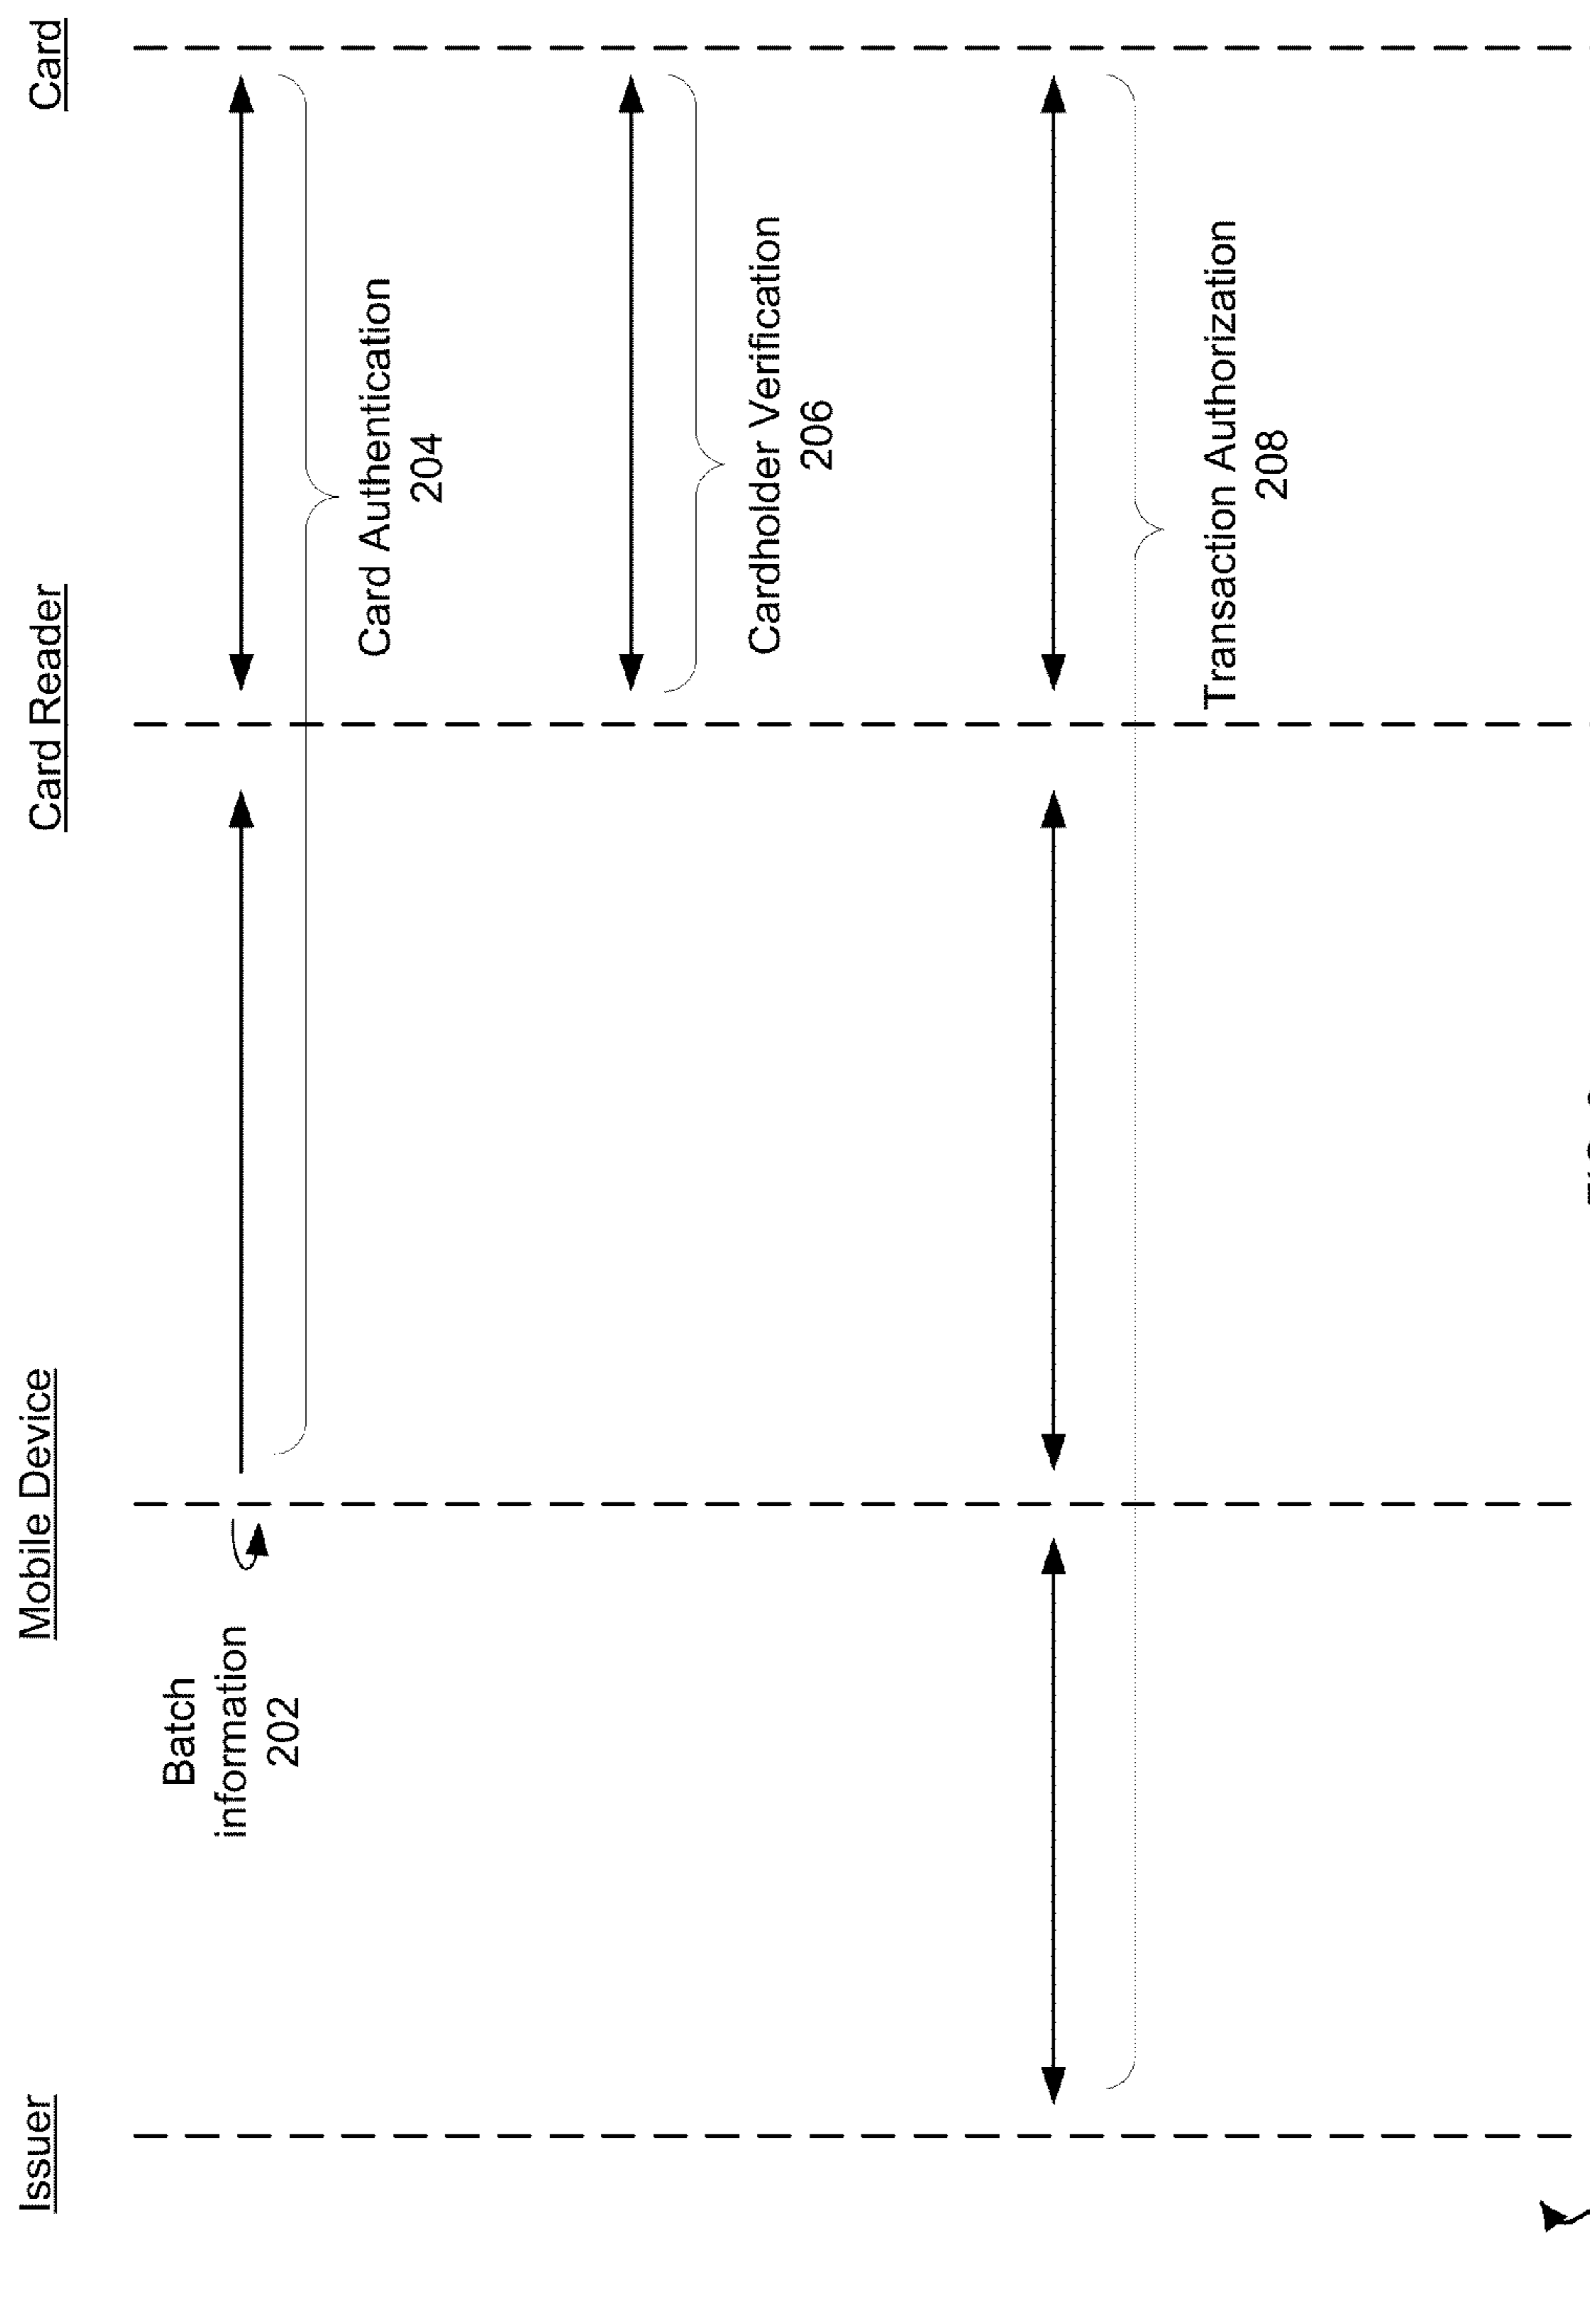 Issuer
Mobile Device
Card Reader
Card
Batch
information
202
Card Authentication
204
Cardholder Verification
206
Transaction Authorization
208